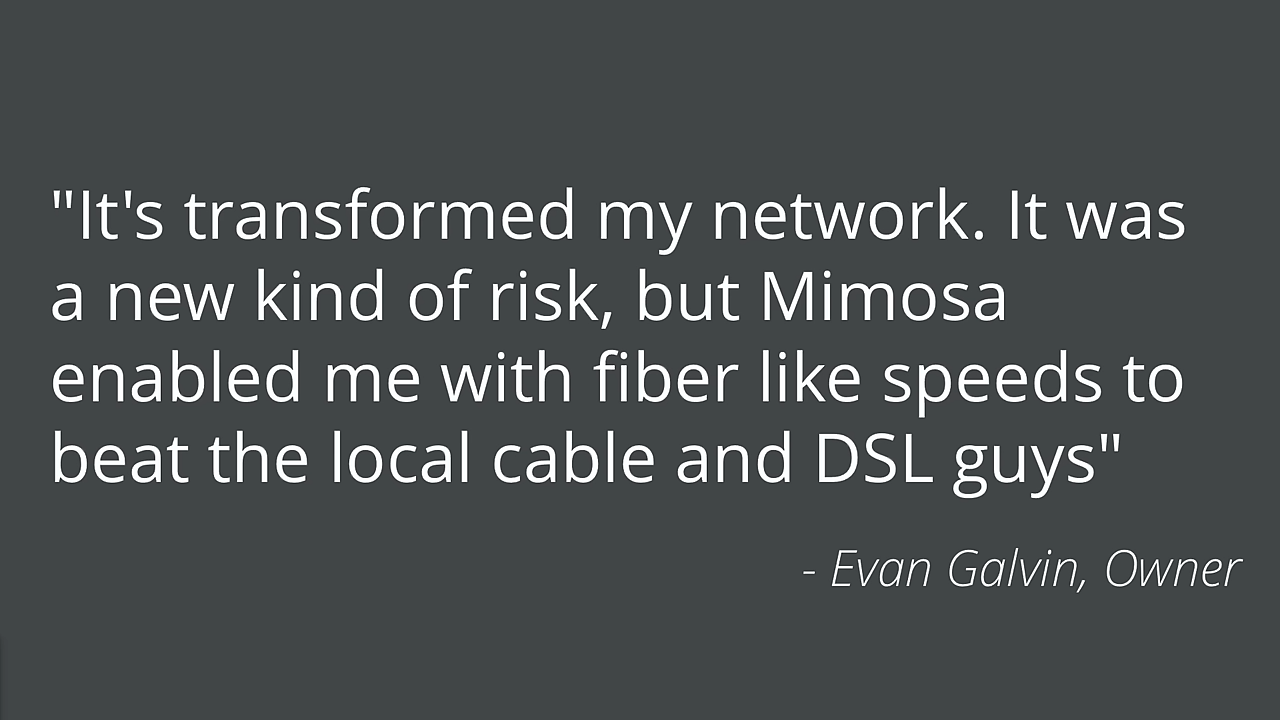 "It's transformed my network. It was
a new kind of risk, but Mimosa
enabled me with fiber like speeds to
beat the local cable and DSL guys"
- Evan Galvin, Owner